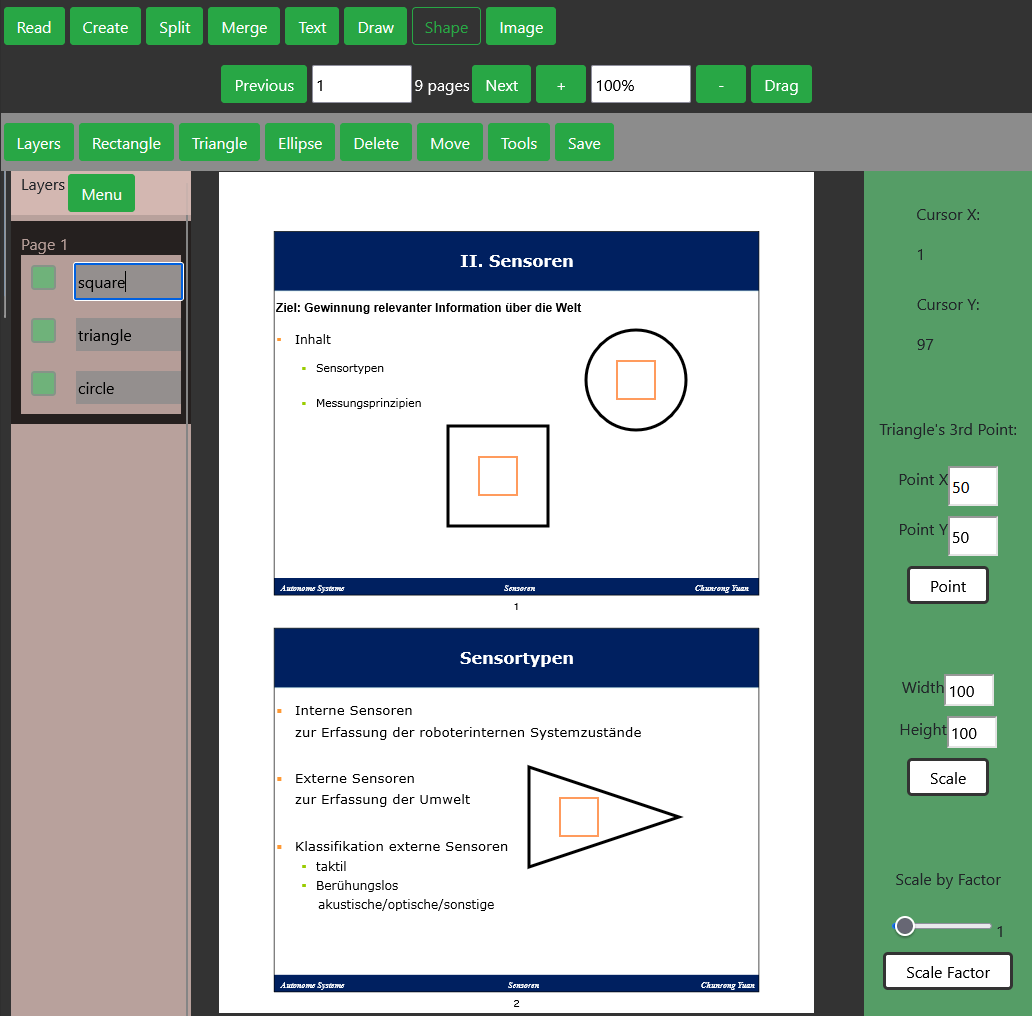 Read Create Split Merge Text Draw Shape Image
Previous 1 9 pages Next + 100% - Drag
Layers Rectangle Triangle Ellipse Delete Move Tools Save
Layers Menu
Page 1
square
triangle
circle
II. Sensoren
Ziel: Gewinnung relevanter Information über die Welt
Inhalt
Sensortypen
Messungsprinzipien
Autonome Systeme Sensoren Chunrong Yuan
1
Sensortypen
Interne Sensoren
zur Erfassung der roboterinternen Systemzustände
Externe Sensoren
zur Erfassung der Umwelt
Klassifikation externe Sensoren
taktil
Berühungslos
akustische/optische/sonstige
Autonome Systeme Sensoren Chunrong Yuan
2
Cursor X:
1
Cursor Y:
97
Triangle's 3rd Point:
Point X 50
Point Y 50
Point
Width 100
Height 100
Scale
Scale by Factor
1
Scale Factor